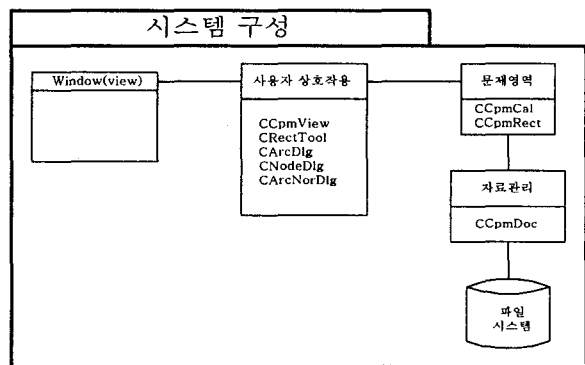 시스템 구성
Window(view)
사용자 상호작용
CCpmView
CRectTool
CArcDlg
CNodeDlg
CArcNorDlg
문제영역
CCpmCal
CCpmRect
자료관리
CCpmDoc
파일
시스템